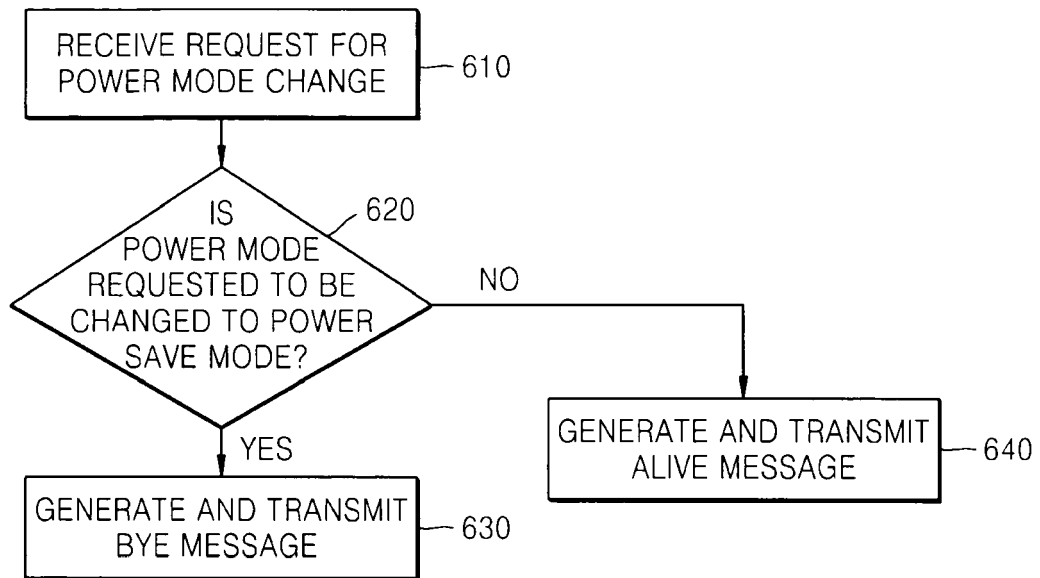 RECEIVE REQUEST FOR
POWER MODE CHANGE
610
IS
POWER MODE
REQUESTED TO BE
CHANGED TO POWER
SAVE MODE?
620
NO
YES
GENERATE AND TRANSMIT
ALIVE MESSAGE
640
GENERATE AND TRANSMIT
BYE MESSAGE
630